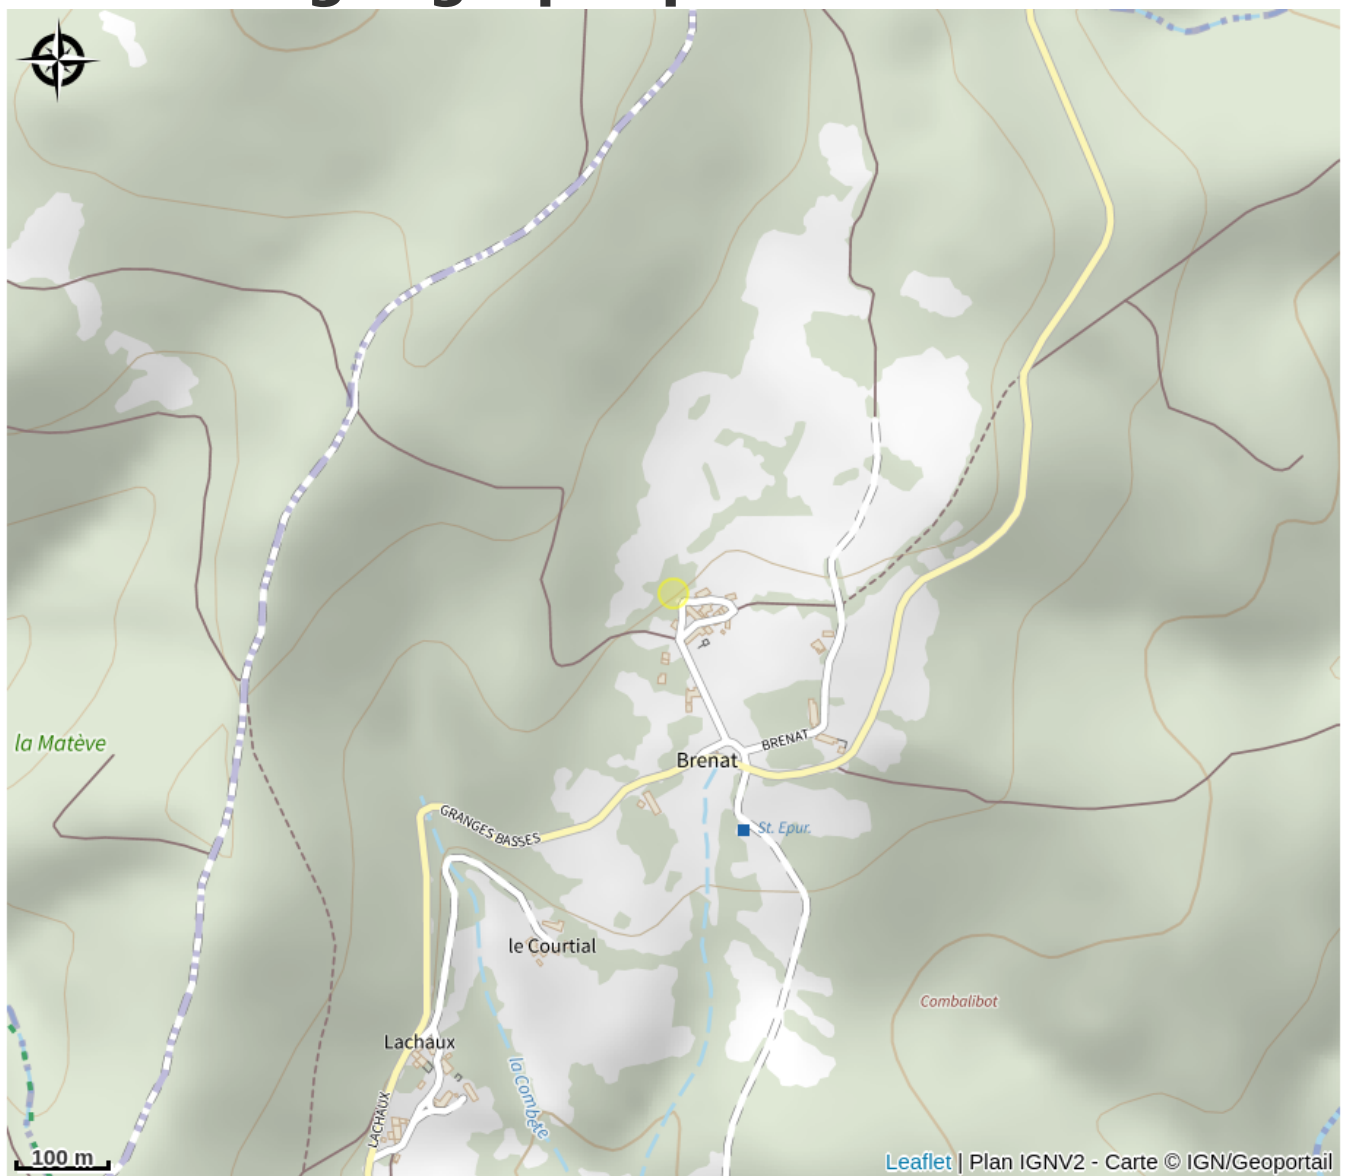 la Matève
BRENAT
Brenat
GRANGES BASSES
St. Epur.
le Courtial
Combalibot
Lachaux
la Combete
LACHAUX
100 m
Leaflet | Plan IGNV2 - Carte © IGN/Geoportail